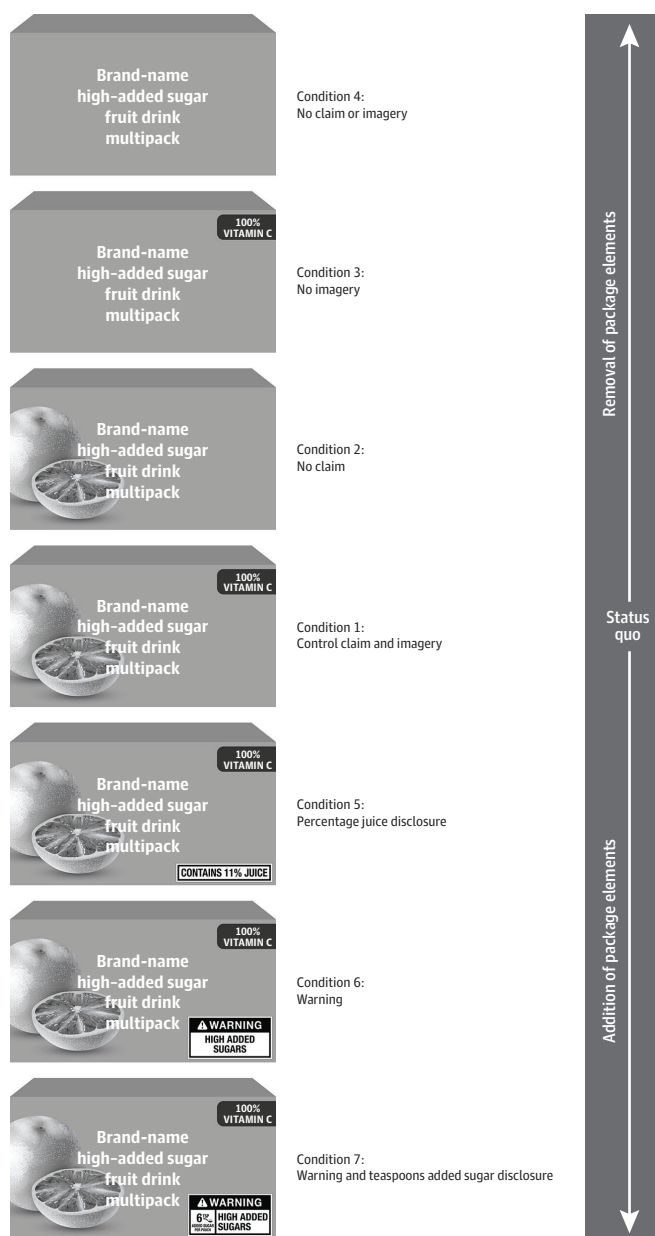 Brand-name
high-added sugar
fruit drink
multipack
Condition 4:
No claim or imagery
100%
VITAMIN C
Brand-name
high-added sugar
fruit drink
multipack
Condition 3:
No imagery
Brand-name
high-added sugar
fruit drink
multipack
Condition 2:
No claim
100%
VITAMIN C
Brand-name
high-added sugar
fruit drink
multipack
Condition 1:
Control claim and imagery
100%
VITAMIN C
Brand-name
high-added sugar
fruit drink
multipack
CONTAINS 11% JUICE
Condition 5:
Percentage juice disclosure
100%
VITAMIN C
Brand-name
high-added sugar
fruit drink
multipack
WARNING
HIGH ADDED
SUGARS
Condition 6:
Warning
100%
VITAMIN C
Brand-name
high-added sugar
fruit drink
multipack
WARNING
6 TSP
ADDED SUGAR
PER POUCH
HIGH ADDED
SUGARS
Condition 7:
Warning and teaspoons added sugar disclosure
Removal of package elements
Status
quo
Addition of package elements